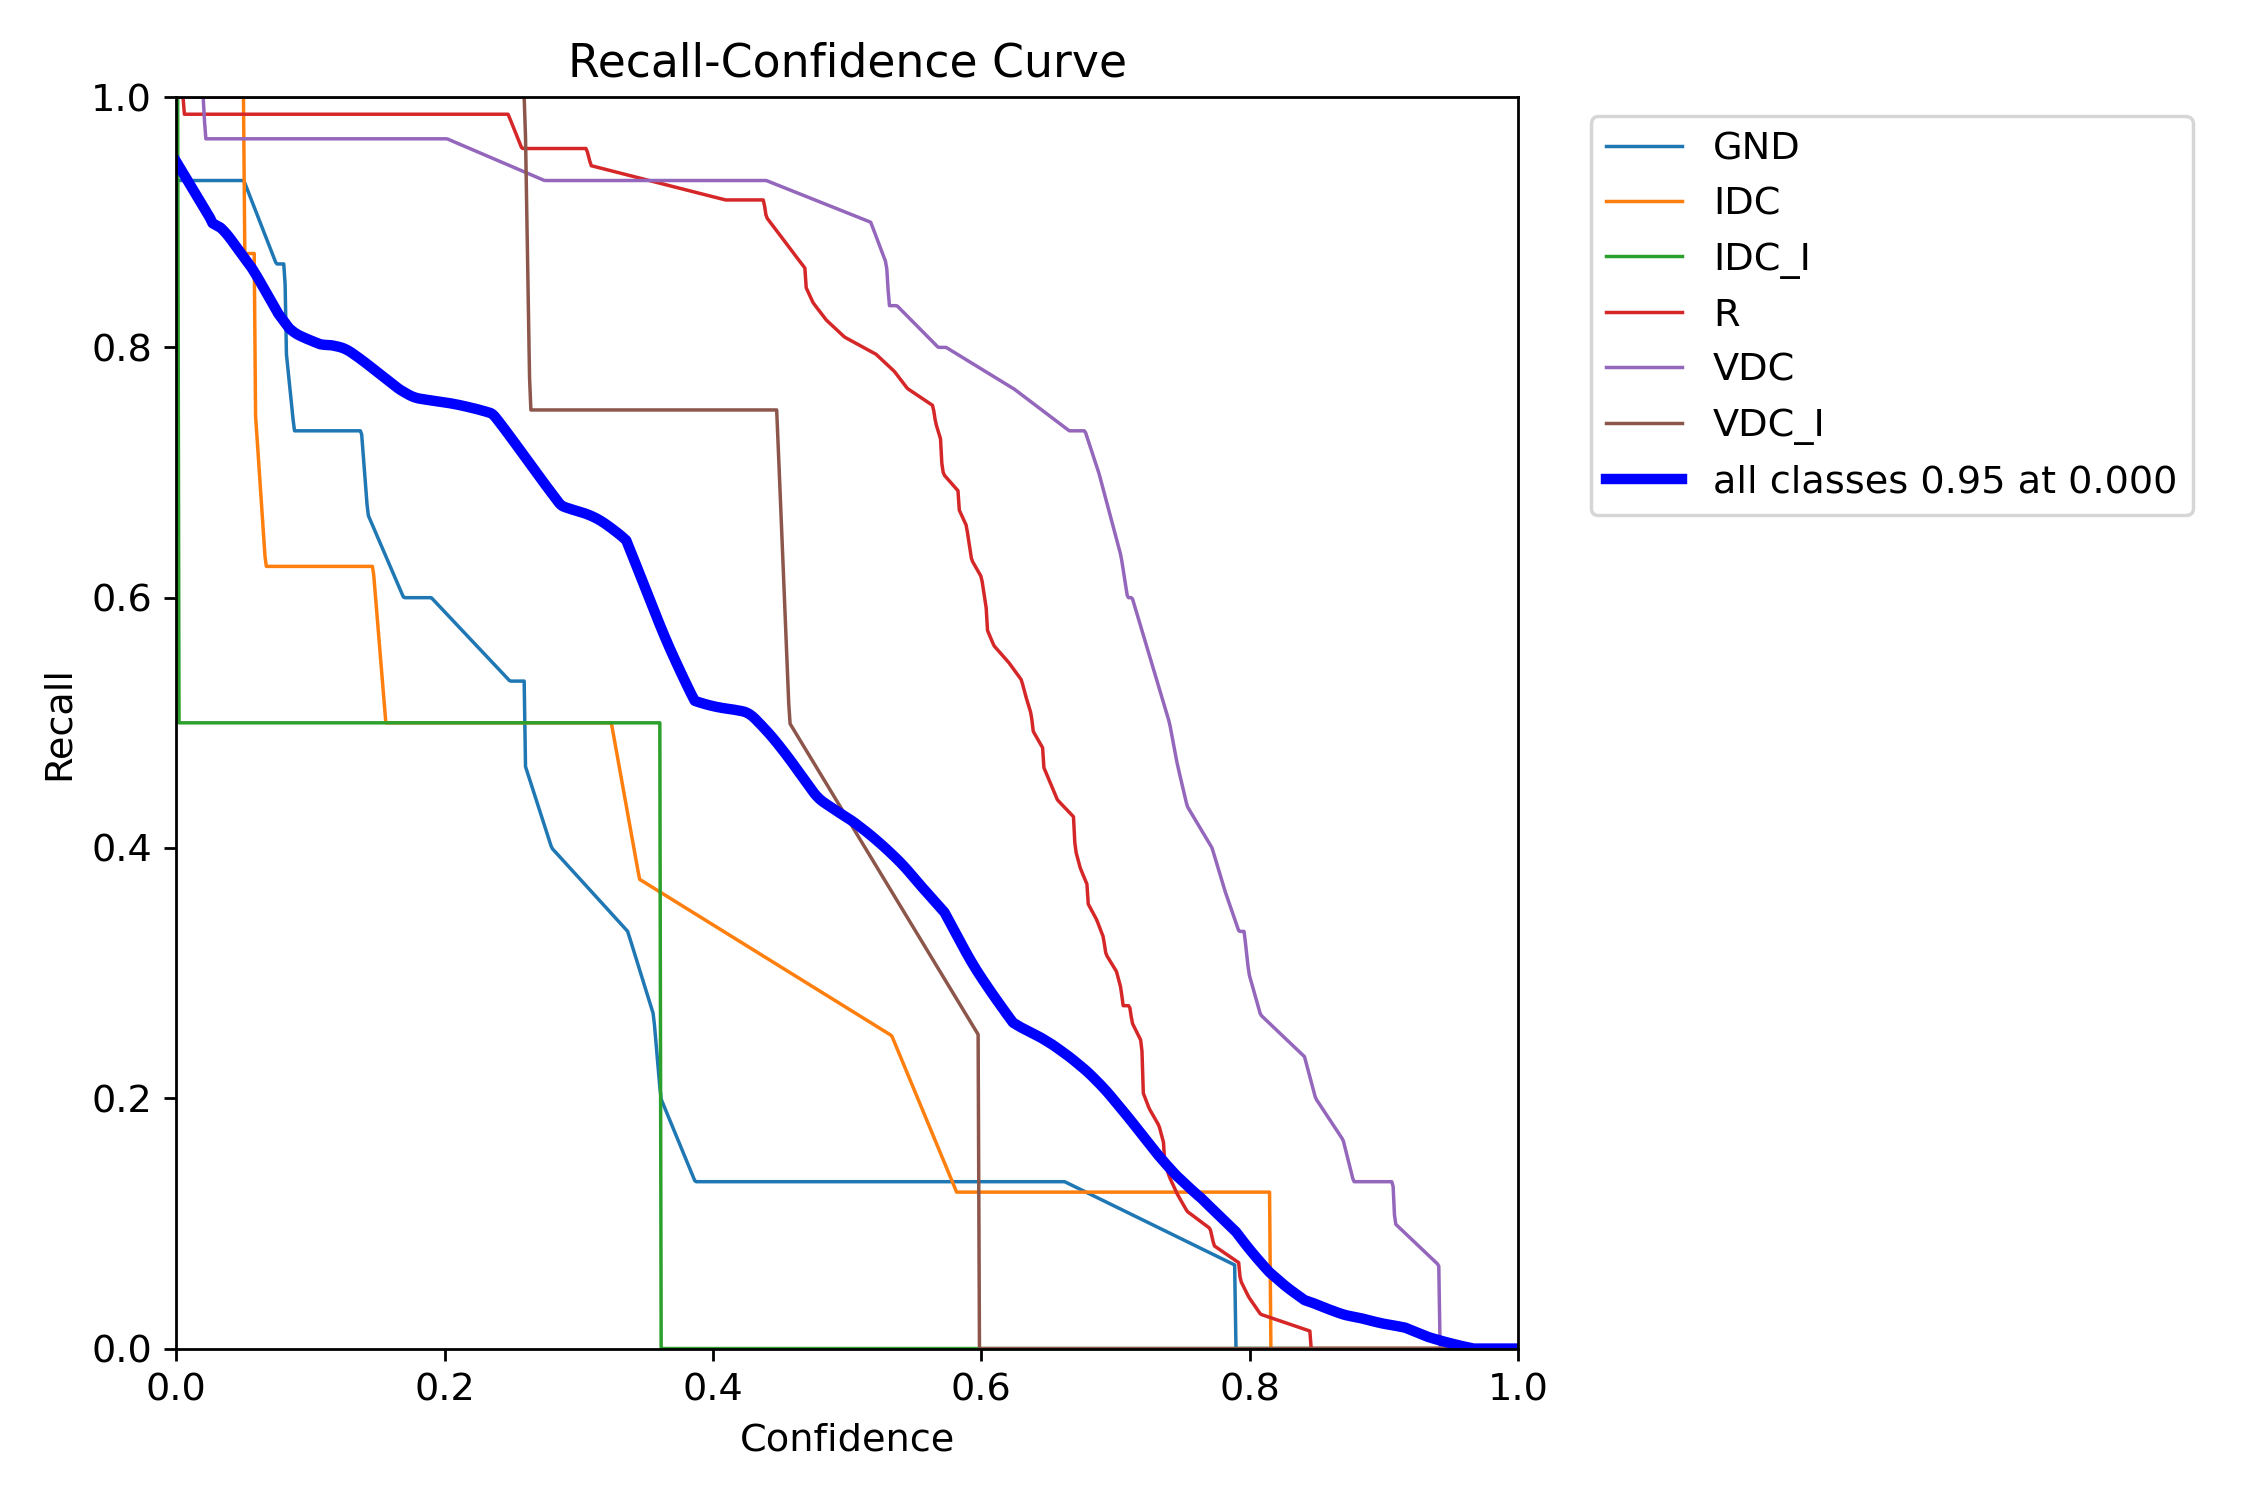 Recall-Confidence Curve
1.0
0.8
0.6
0.4
0.2
0.0
Recall
0.0 0.2 0.4 0.6 0.8 1.0
Confidence
GND
IDC
IDC_I
R
VDC
VDC_I
all classes 0.95 at 0.000